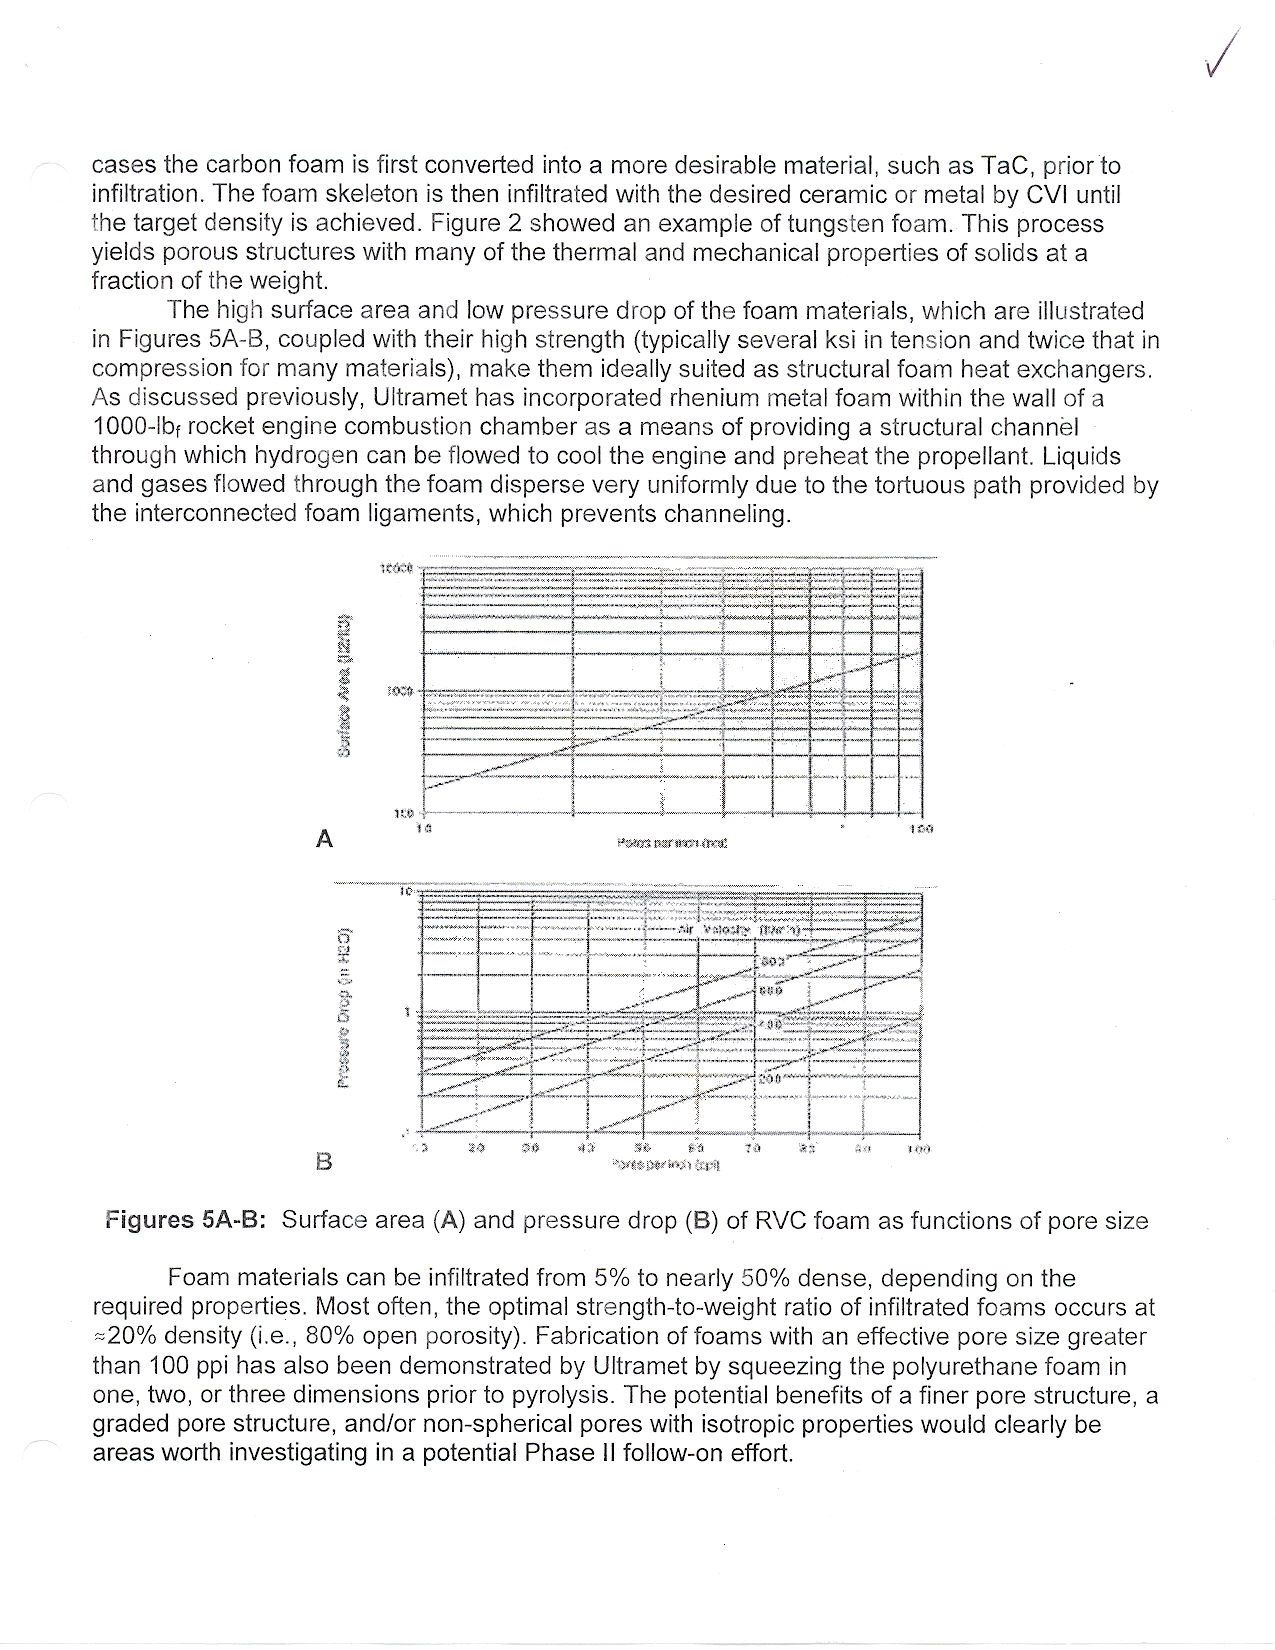 cases the carbon foam is first converted into a more desirable material, such as TaC, prior to
infiltration. The foam skeleton is then infiltrated with the desired ceramic or metal by CVI until
the target density is achieved. Figure 2 showed an example of tungsten foam. This process
yields porous structures with many of the thermal and mechanical properties of solids at a
fraction of the weight.
The high surface area and low pressure drop of the foam materials, which are illustrated
in Figures 5A-B, coupled with their high strength (typically several ksi in tension and twice that in
compression for many materials), make them ideally suited as structural foam heat exchangers.
As discussed previously, Ultramet has incorporated rhenium metal foam within the wall of a
1000-lbf rocket engine combustion chamber as a means of providing a structural channel
through which hydrogen can be flowed to cool the engine and preheat the propellant. Liquids
and gases flowed through the foam disperse very uniformly due to the tortuous path provided by
the interconnected foam ligaments, which prevents channeling.
10000
Surface Area
1000
100
10
100
A
Pores per inch
10
Air Velocity
Pressure Drop (in H2O)
800
600
1
400
200
.1
20
30
40
50
60
70
100
B
Pores per inch
Figures 5A-B: Surface area (A) and pressure drop (B) of RVC foam as functions of pore size
Foam materials can be infiltrated from 5% to nearly 50% dense, depending on the
required properties. Most often, the optimal strength-to-weight ratio of infiltrated foams occurs at
≈20% density (i.e., 80% open porosity). Fabrication of foams with an effective pore size greater
than 100 ppi has also been demonstrated by Ultramet by squeezing the polyurethane foam in
one, two, or three dimensions prior to pyrolysis. The potential benefits of a finer pore structure, a
graded pore structure, and/or non-spherical pores with isotropic properties would clearly be
areas worth investigating in a potential Phase II follow-on effort.